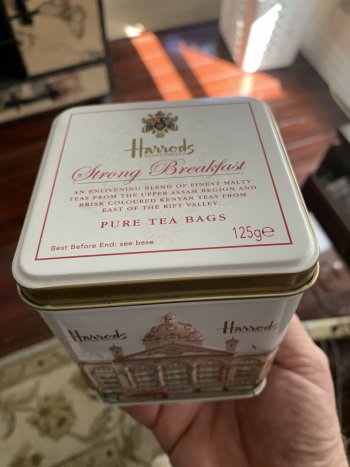 Harrods
Strong Breakfast
AN ENLIVENING BLEND OF FINEST MALTY
TEAS FROM THE UPPER ASSAM REGION AND
BRISK COLOURED KENYAN TEAS FROM
EAST OF THE RIFT VALLEY.
PURE TEA BAGS
Best Before End: see base
125g℮
Harrods
Harrods